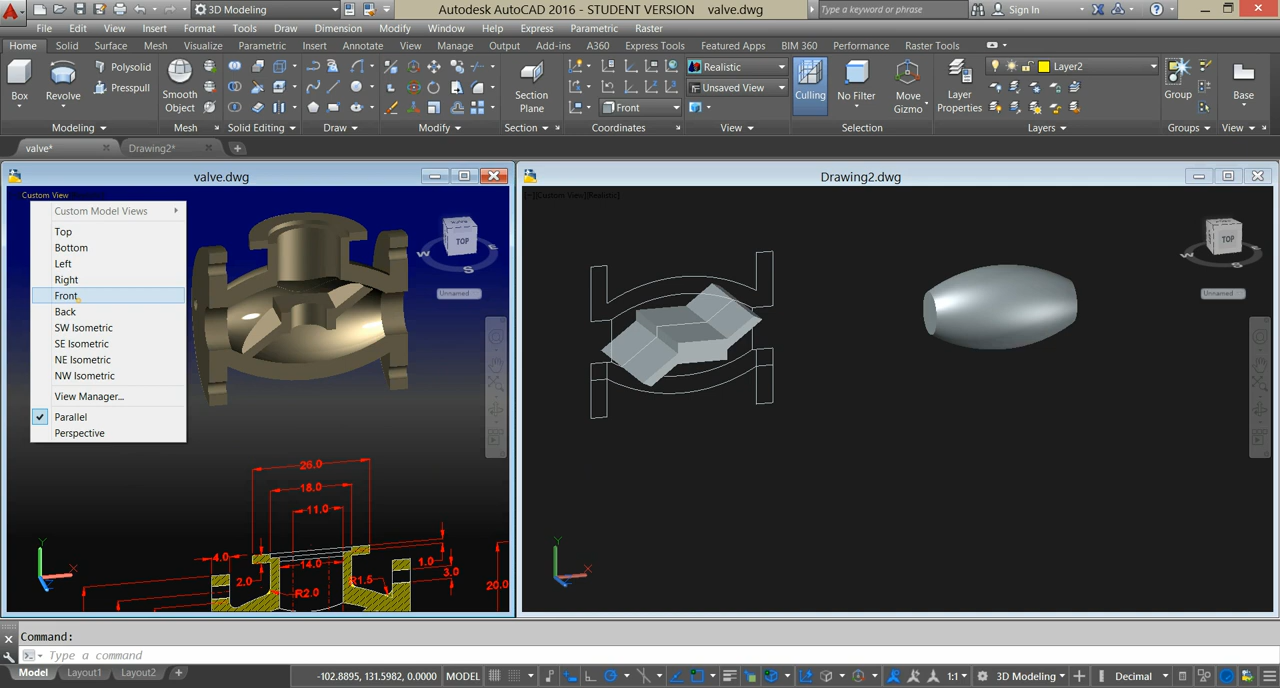 3D Modeling
Autodesk AutoCAD 2016 - STUDENT VERSION valve.dwg
Type a keyword or phrase
Sign In
File Edit View Insert Format Tools Draw Dimension Modify Window Help Express Parametric Raster
Home Solid Surface Mesh Visualize Parametric Insert Annotate View Manage Output Add-ins A360 Express Tools Featured Apps BIM 360 Performance Raster Tools
Polysolid
Presspull
Box
Revolve
Smooth
Object
Section
Plane
Realistic
Unsaved View
Front
Culling
No Filter
Move
Gizmo
Layer
Properties
Layer2
Group
Base
Modeling
Mesh
Solid Editing
Draw
Modify
Section
Coordinates
View
Selection
Layers
Groups
View
valve*
Drawing2*
valve.dwg
Drawing2.dwg
Custom View
[-][Custom View][Realistic]
Custom Model Views
Top
Bottom
Left
Right
Front
Back
SW Isometric
SE Isometric
NE Isometric
NW Isometric
View Manager...
Parallel
Perspective
TOP
W
S
E
Unnamed
TOP
W
S
E
Unnamed
26.0
18.0
11.0
4.0
14.0
1.0
2.0
R1.5
3.0
R2.0
20.0
Y
X
Y
X
Command:
Type a command
Model Layout1 Layout2
-102.8895, 131.5982, 0.0000 MODEL
1:1
3D Modeling
Decimal